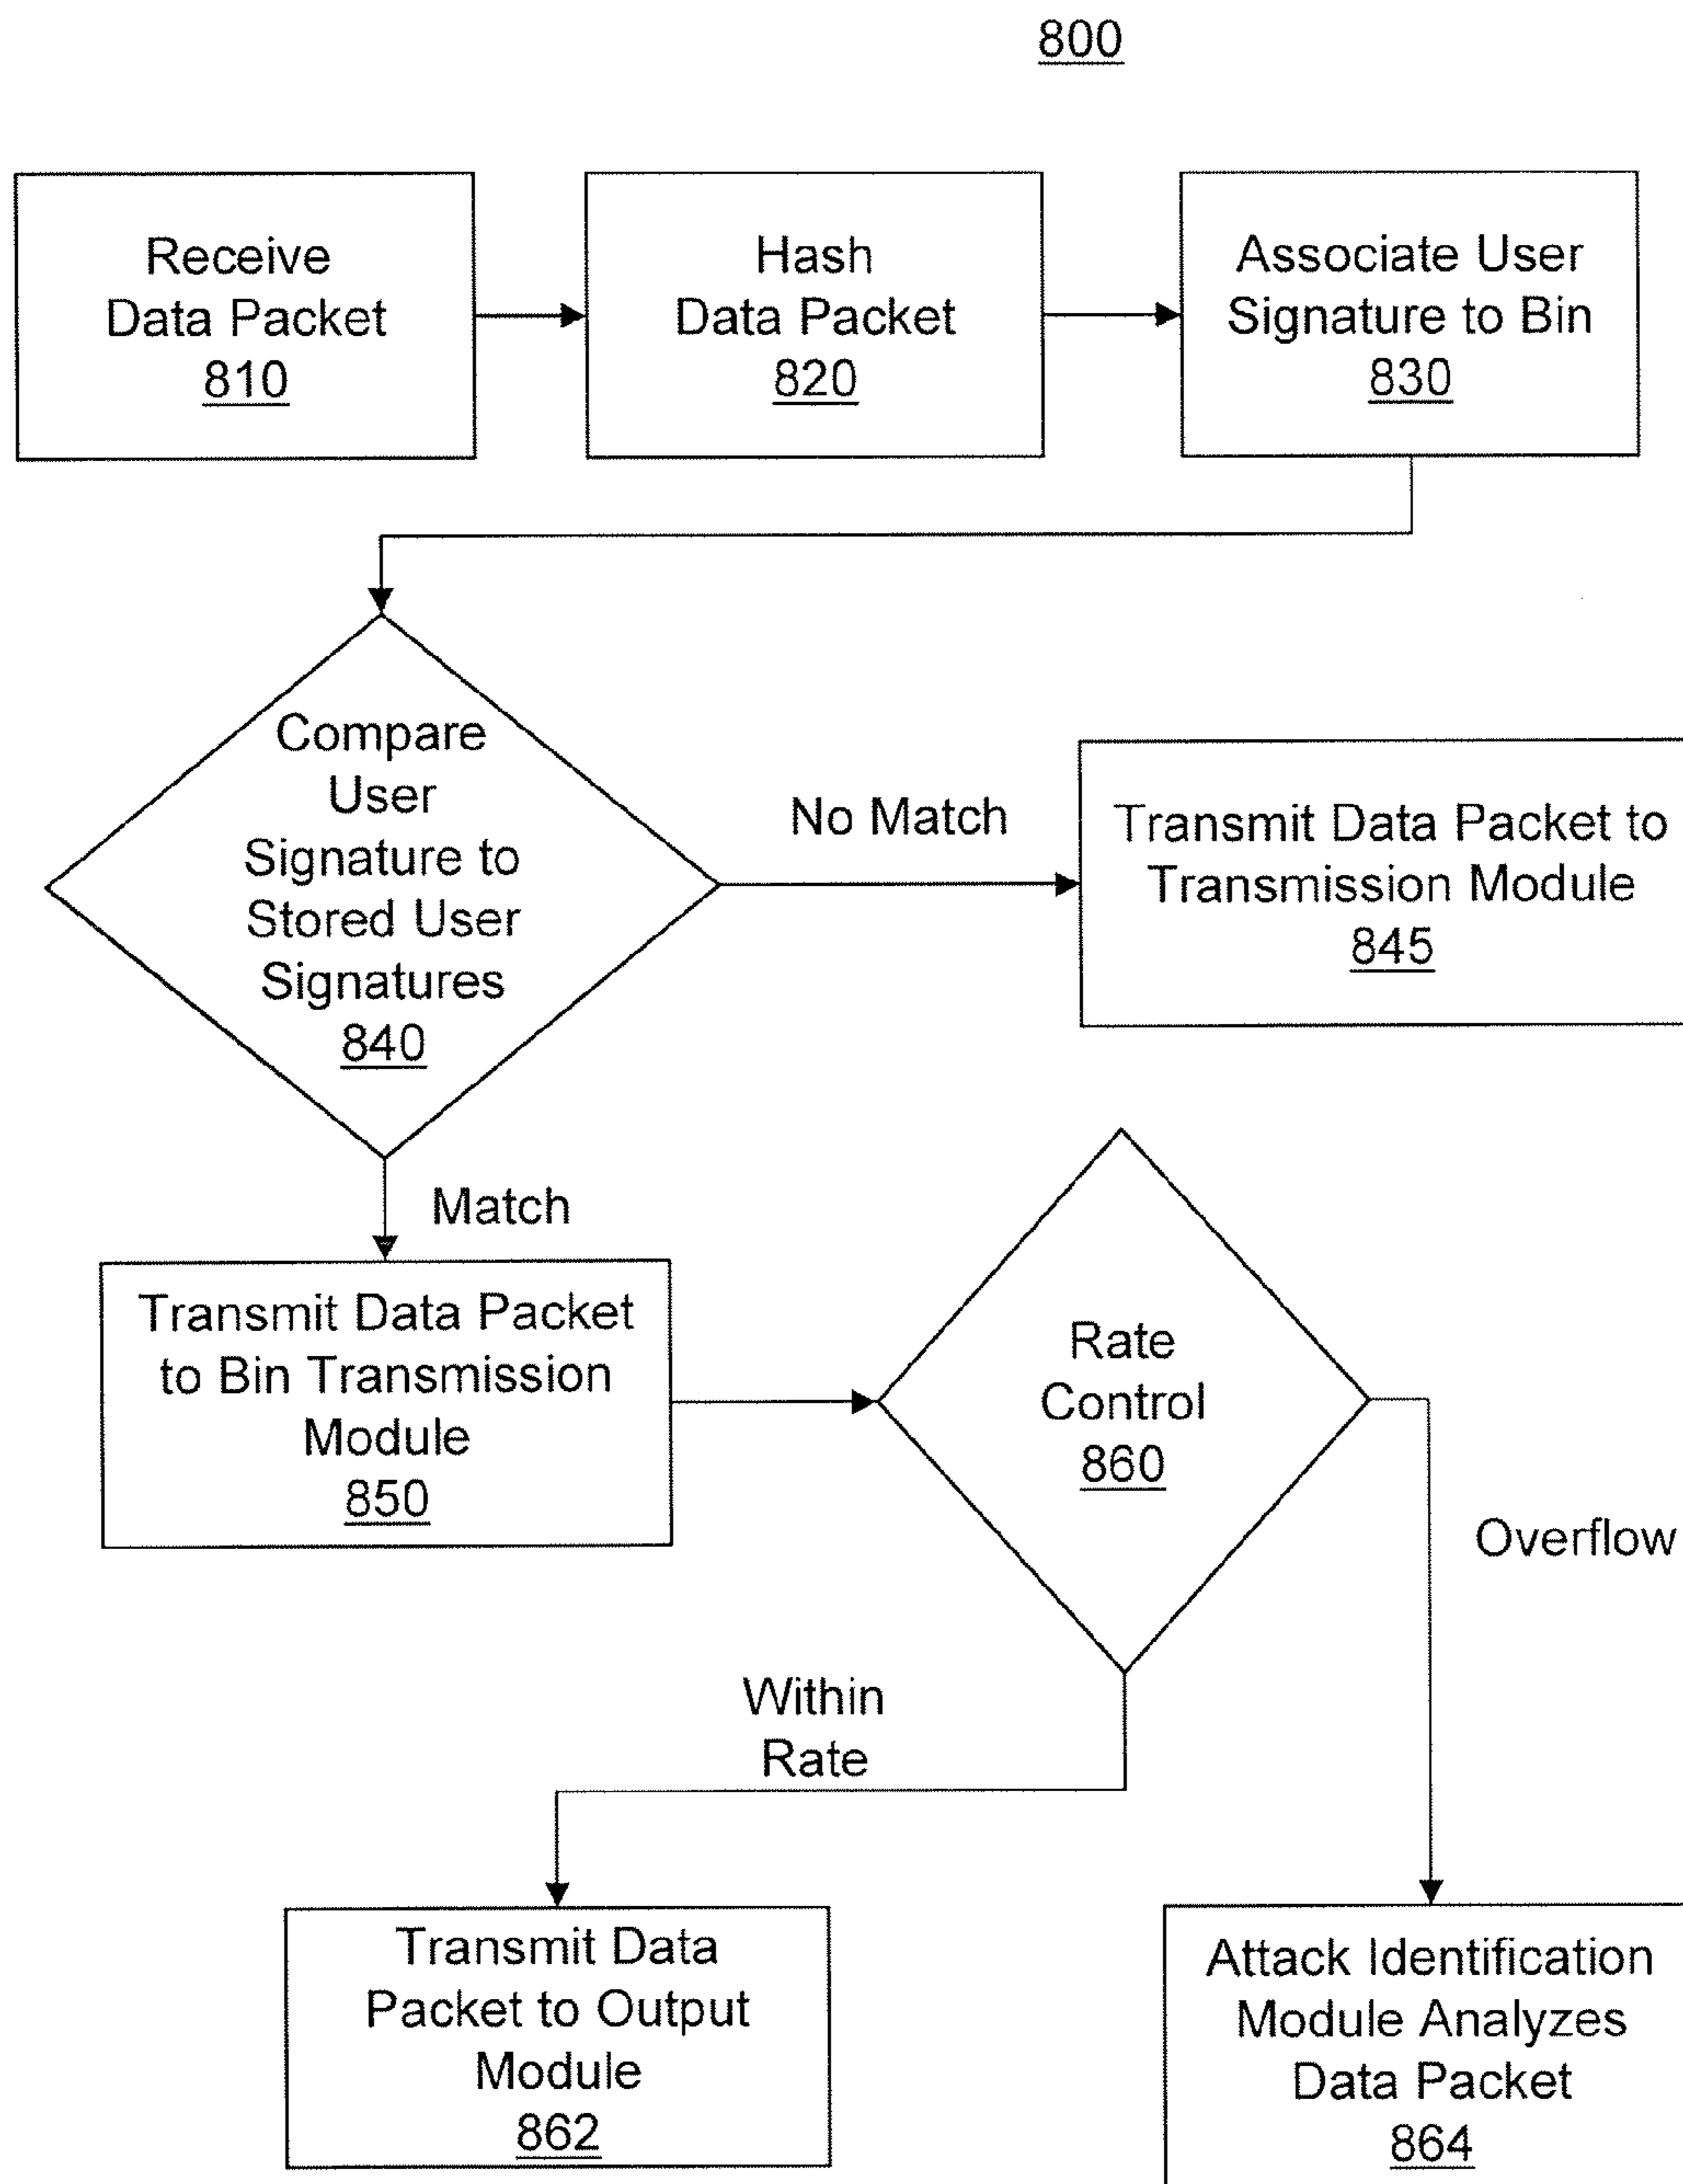 800
Receive
Data Packet
810
Hash
Data Packet
820
Associate User
Signature to Bin
830
Compare
User
Signature to
Stored User
Signatures
840
No Match
Transmit Data Packet to
Transmission Module
845
Match
Transmit Data Packet
to Bin Transmission
Module
850
Rate
Control
860
Overflow
Within
Rate
Transmit Data
Packet to Output
Module
862
Attack Identification
Module Analyzes
Data Packet
864